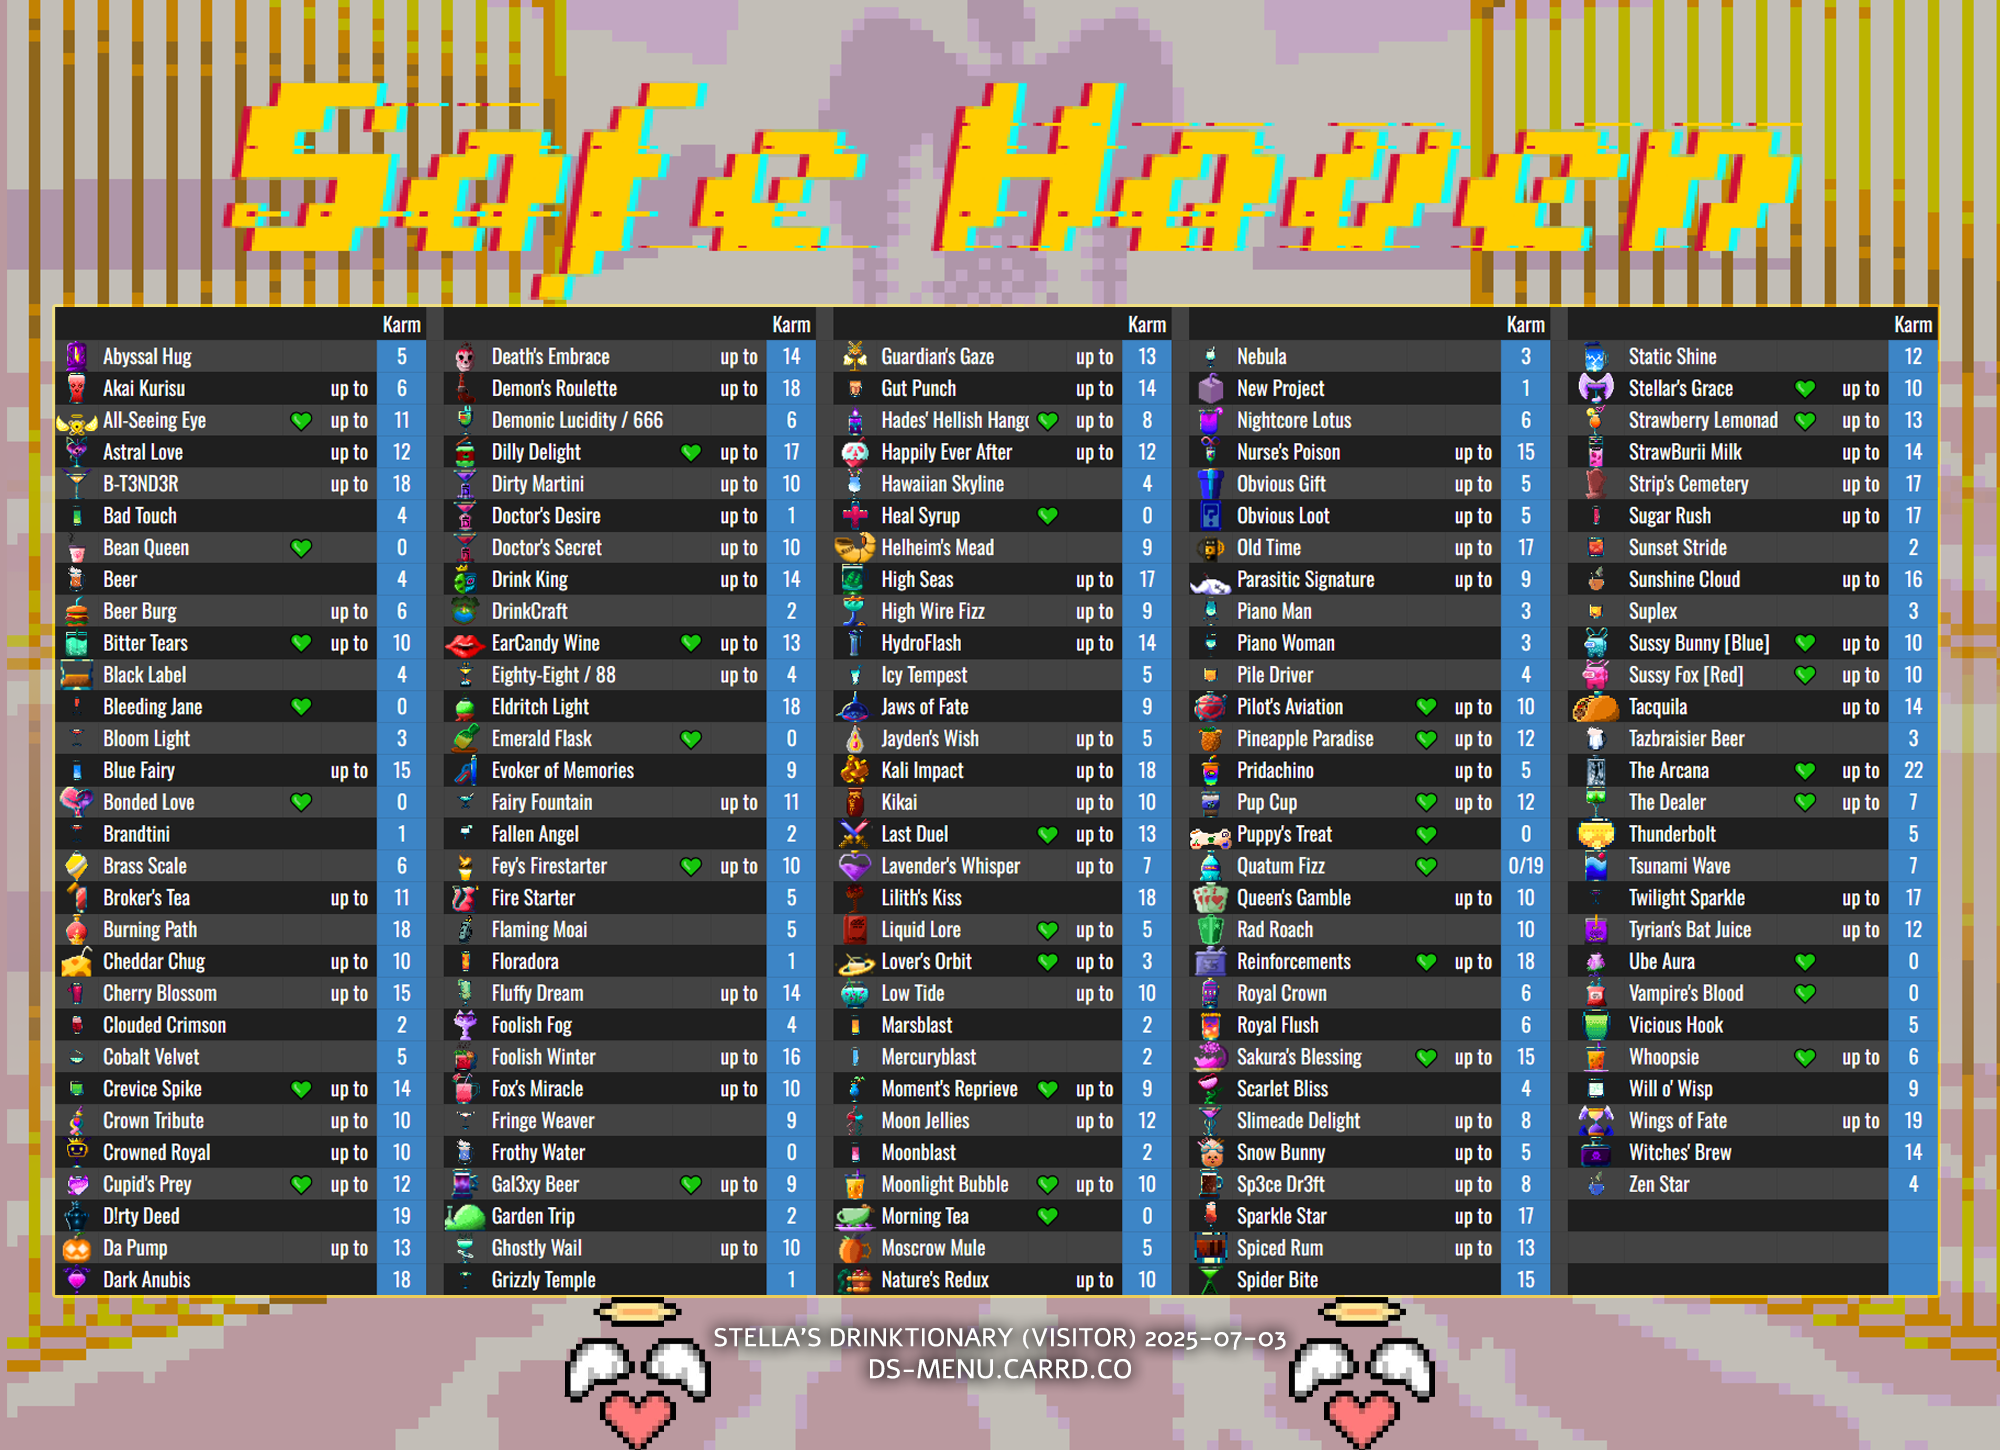 Safe Haven
Karm
Abyssal Hug 5
Akai Kurisu up to 6
All-Seeing Eye up to 11
Astral Love up to 12
B-T3ND3R up to 18
Bad Touch 4
Bean Queen 0
Beer 4
Beer Burg up to 6
Bitter Tears up to 10
Black Label 4
Bleeding Jane 0
Bloom Light 3
Blue Fairy up to 15
Bonded Love 0
Brandtini 1
Brass Scale 6
Broker's Tea up to 11
Burning Path 18
Cheddar Chug up to 10
Cherry Blossom up to 15
Clouded Crimson 2
Cobalt Velvet 5
Crevice Spike up to 14
Crown Tribute up to 10
Crowned Royal up to 10
Cupid's Prey up to 12
D!rty Deed 19
Da Pump up to 13
Dark Anubis 18
Karm
Death's Embrace up to 14
Demon's Roulette up to 18
Demonic Lucidity / 666 6
Dilly Delight up to 17
Dirty Martini up to 10
Doctor's Desire up to 1
Doctor's Secret up to 10
Drink King up to 14
DrinkCraft 2
EarCandy Wine up to 13
Eighty-Eight / 88 up to 4
Eldritch Light 18
Emerald Flask 0
Evoker of Memories 9
Fairy Fountain up to 11
Fallen Angel 2
Fey's Firestarter up to 10
Fire Starter 5
Flaming Moai 5
Floradora 1
Fluffy Dream up to 14
Foolish Fog 4
Foolish Winter up to 16
Fox's Miracle up to 10
Fringe Weaver 9
Frothy Water 0
Gal3xy Beer up to 9
Garden Trip 2
Ghostly Wail up to 10
Grizzly Temple 1
Karm
Guardian's Gaze up to 13
Gut Punch up to 14
Hades' Hellish Hang up to 8
Happily Ever After up to 12
Hawaiian Skyline 4
Heal Syrup 0
Helheim's Mead 9
High Seas up to 17
High Wire Fizz up to 9
HydroFlash up to 14
Icy Tempest 5
Jaws of Fate 9
Jayden's Wish up to 5
Kali Impact up to 18
Kikai up to 10
Last Duel up to 13
Lavender's Whisper up to 7
Lilith's Kiss 18
Liquid Lore up to 5
Lover's Orbit up to 3
Low Tide up to 10
Marsblast 2
Mercuryblast 2
Moment's Reprieve up to 9
Moon Jellies up to 12
Moonblast 2
Moonlight Bubble up to 10
Morning Tea 0
Moscrow Mule 5
Nature's Redux up to 10
Karm
Nebula 3
New Project 1
Nightcore Lotus 6
Nurse's Poison up to 15
Obvious Gift up to 5
Obvious Loot up to 5
Old Time up to 17
Parasitic Signature up to 9
Piano Man 3
Piano Woman 3
Pile Driver 4
Pilot's Aviation up to 10
Pineapple Paradise up to 12
Pridachino up to 5
Pup Cup up to 12
Puppy's Treat 0
Quatum Fizz 0/19
Queen's Gamble up to 10
Rad Roach 10
Reinforcements up to 18
Royal Crown 6
Royal Flush 6
Sakura's Blessing up to 15
Scarlet Bliss 4
Slimeade Delight up to 8
Snow Bunny up to 5
Sp3ce Dr3ft up to 8
Sparkle Star up to 17
Spiced Rum up to 13
Spider Bite 15
Karm
Static Shine 12
Stellar's Grace up to 10
Strawberry Lemonad up to 13
StrawBurii Milk up to 14
Strip's Cemetery up to 17
Sugar Rush up to 17
Sunset Stride 2
Sunshine Cloud up to 16
Suplex 3
Sussy Bunny [Blue] up to 10
Sussy Fox [Red] up to 10
Tacquila up to 14
Tazbraisier Beer 3
The Arcana up to 22
The Dealer up to 7
Thunderbolt 5
Tsunami Wave 7
Twilight Sparkle up to 17
Tyrian's Bat Juice up to 12
Ube Aura 0
Vampire's Blood 0
Vicious Hook 5
Whoopsie up to 6
Will o' Wisp 9
Wings of Fate up to 19
Witches' Brew 14
Zen Star 4
STELLA'S DRINKTIONARY (VISITOR) 2025-07-03
DS-MENU.CARRD.CO